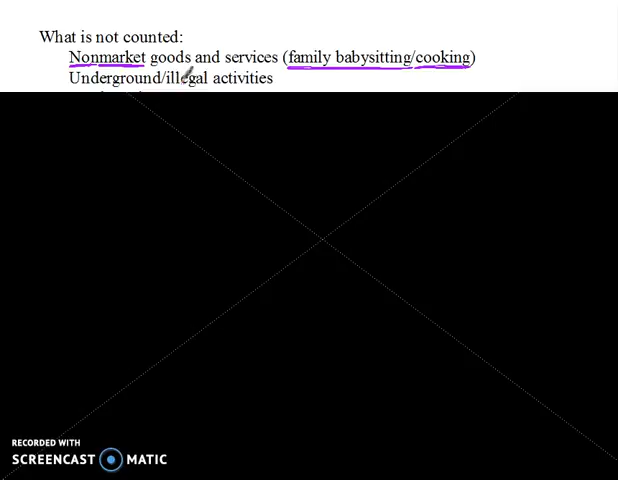 What is not counted:
Nonmarket goods and services (family babysitting/cooking)
Underground/illegal activities
RECORDED WITH
SCREENCAST MATIC